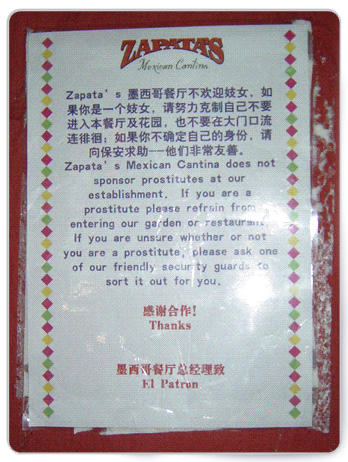 ZAPATA'S
Mexican Cantina
Zapata's 墨西哥餐厅不欢迎妓女。如
果你是一个妓女，请努力克制自己不要
进入本餐厅及花园，也不要在大门口流
连徘徊；如果你不确定自己的身份，请
向保安求助——他们非常友善。
Zapata's Mexican Cantina does not
sponsor prostitutes at our
establishment. If you are a
prostitute please refrain from
entering our garden or restaurant.
If you are unsure whether or not
you are a prostitute, please ask one
of our friendly security guards to
sort it out for you.
感谢合作！
Thanks
墨西哥餐厅总经理致
El Patron